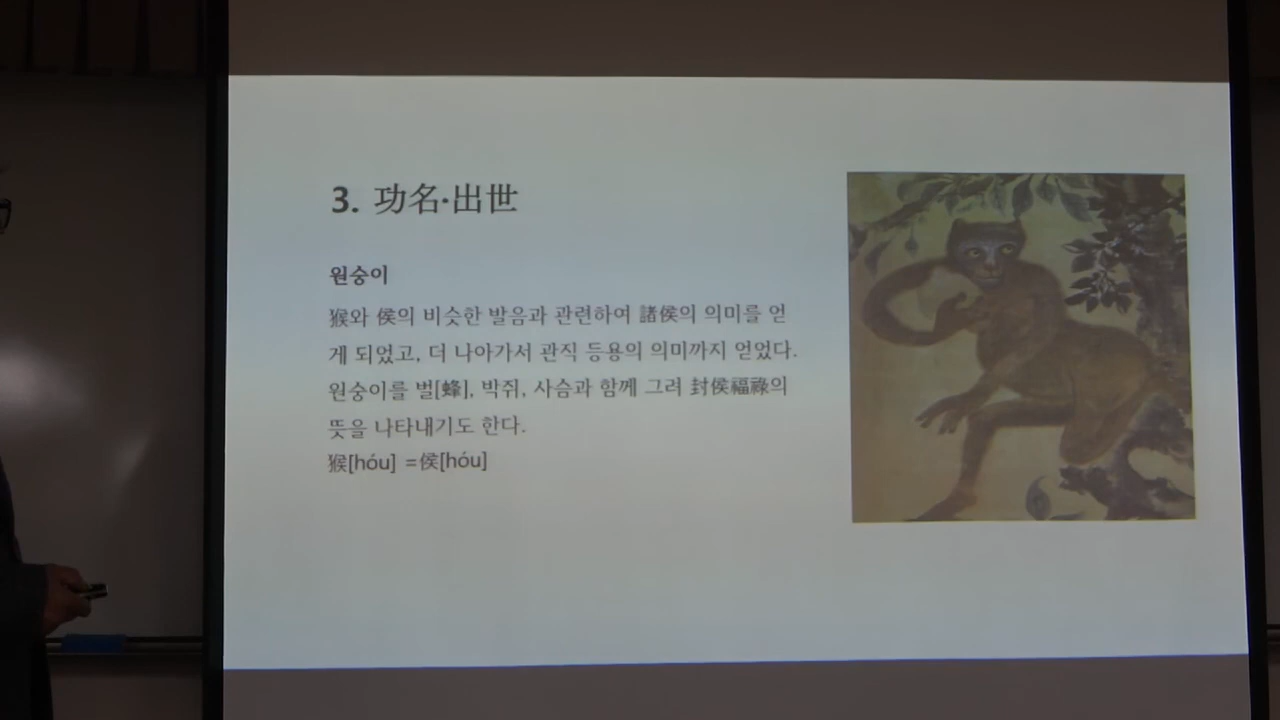 3. 功名·出世
원숭이
猴와 侯의 비슷한 발음과 관련하여 諸侯의 의미를 얻
게 되었고, 더 나아가서 관직 등용의 의미까지 얻었다.
원숭이를 벌[蜂], 박쥐, 사슴과 함께 그려 封侯福祿의
뜻을 나타내기도 한다.
猴[hóu] =侯[hóu]